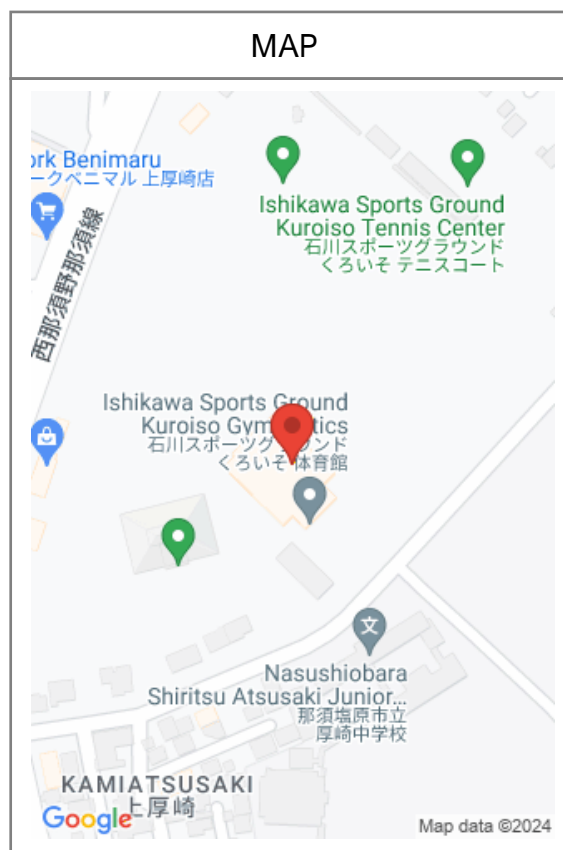 MAP
ork Benimaru
ークベニマル 上厚崎店
西那須野那須線
Ishikawa Sports Ground
Kuroiso Tennis Center
石川スポーツグラウンド
くろいそ テニスコート
Ishikawa Sports Ground
Kuroiso
石川スポーツグ
くろいそ 体育館
文
Nasushiobara
Shiritsu Atsusaki Junior...
那須塩原市立
厚崎中学校
KAMIATSUSAKI
上厚崎
Google
Map data ©2024